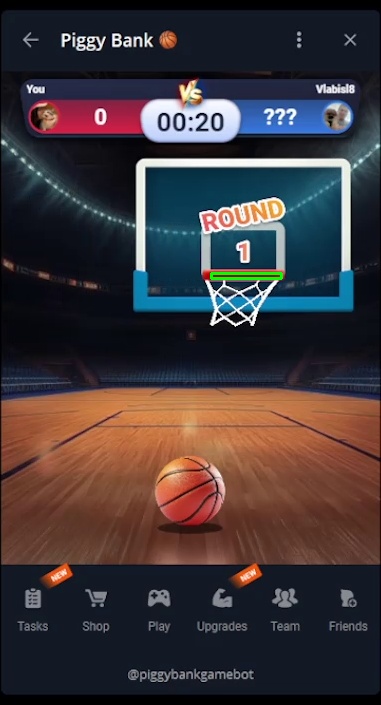 Piggy Bank 🏀
You
VS
Vlabisl8
0
00:20
???
ROUND
1
NEW
NEW
Tasks
Shop
Play
Upgrades
Team
Friends
@piggybankgamebot